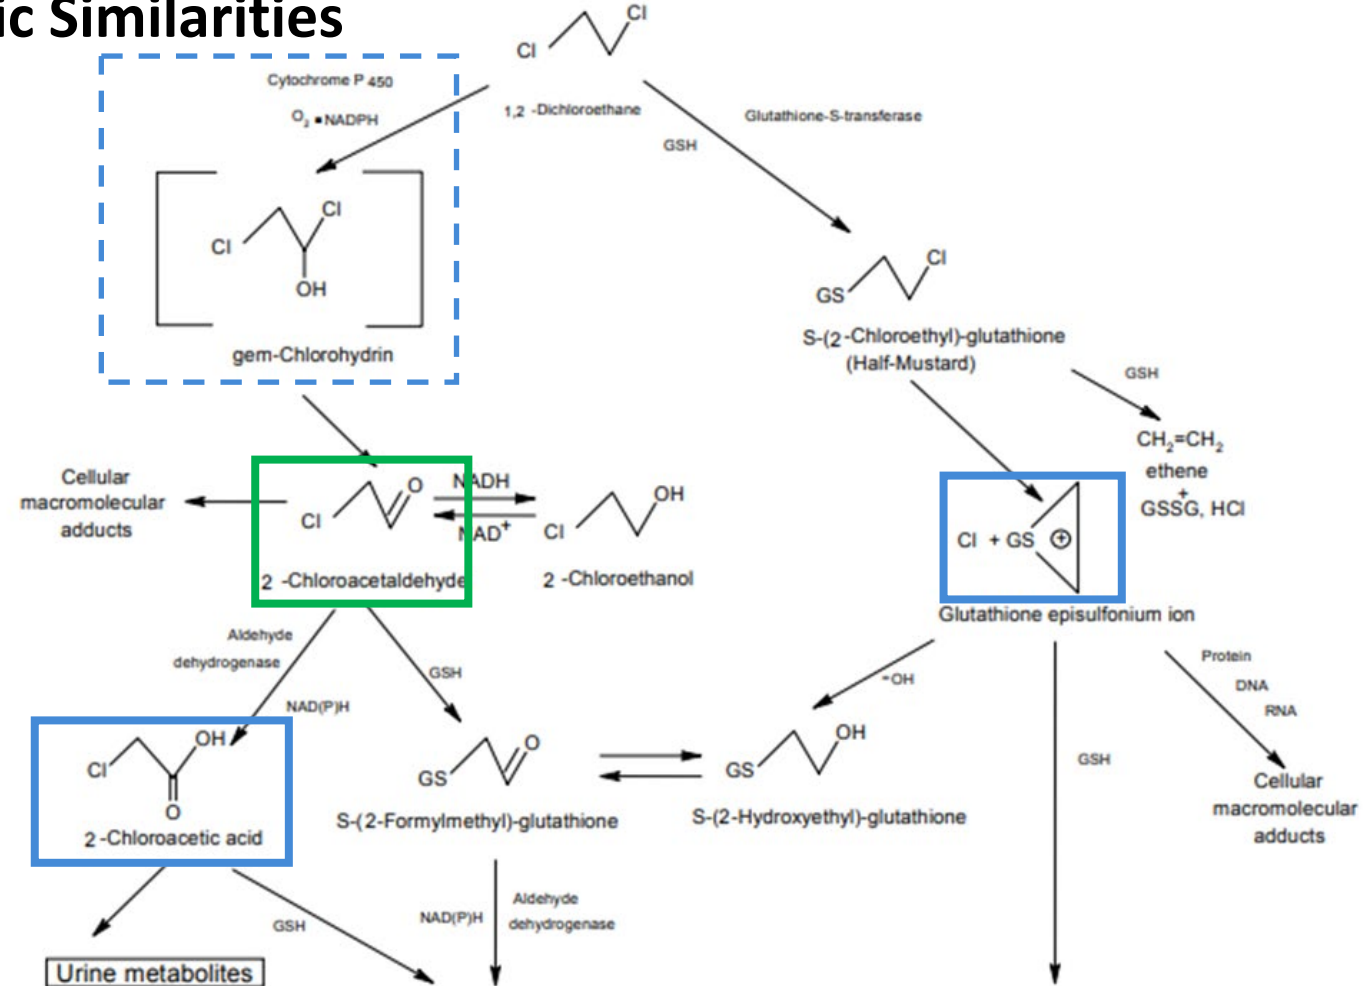 ic Similarities
Cl
Cl
1,2 -Dichloroethane
Cytochrome P 450
O2 ▪NADPH
Glutathione-S-transferase
GSH
Cl
Cl
OH
gem-Chlorohydrin
GS
Cl
S-(2-Chloroethyl)-glutathione
(Half-Mustard)
GSH
CH2=CH2
ethene
+
GSSG, HCl
Cellular
macromolecular
adducts
Cl
O
2 -Chloroacetaldehyde
NADH
NAD+
Cl
OH
2 -Chloroethanol
Cl + GS ⊕
Glutathione episulfonium ion
Aldehyde
dehydrogenase
NAD(P)H
GSH
-OH
GSH
Protein
DNA
RNA
Cellular
macromolecular
adducts
Cl
OH
O
2 -Chloroacetic acid
GS
O
S-(2-Formylmethyl)-glutathione
GS
OH
S-(2-Hydroxyethyl)-glutathione
GSH
NAD(P)H
Aldehyde
dehydrogenase
Urine metabolites